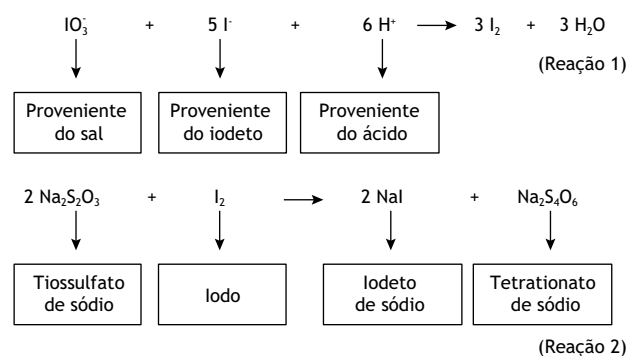 IO₃⁻ + 5 I⁻ + 6 H⁺ → 3 I₂ + 3 H₂O
(Reação 1)
Proveniente do sal
Proveniente do iodeto
Proveniente do ácido
2 Na₂S₂O₃ + I₂ → 2 NaI + Na₂S₄O₆
Tiossulfato de sódio
Iodo
Iodeto de sódio
Tetrationato de sódio
(Reação 2)